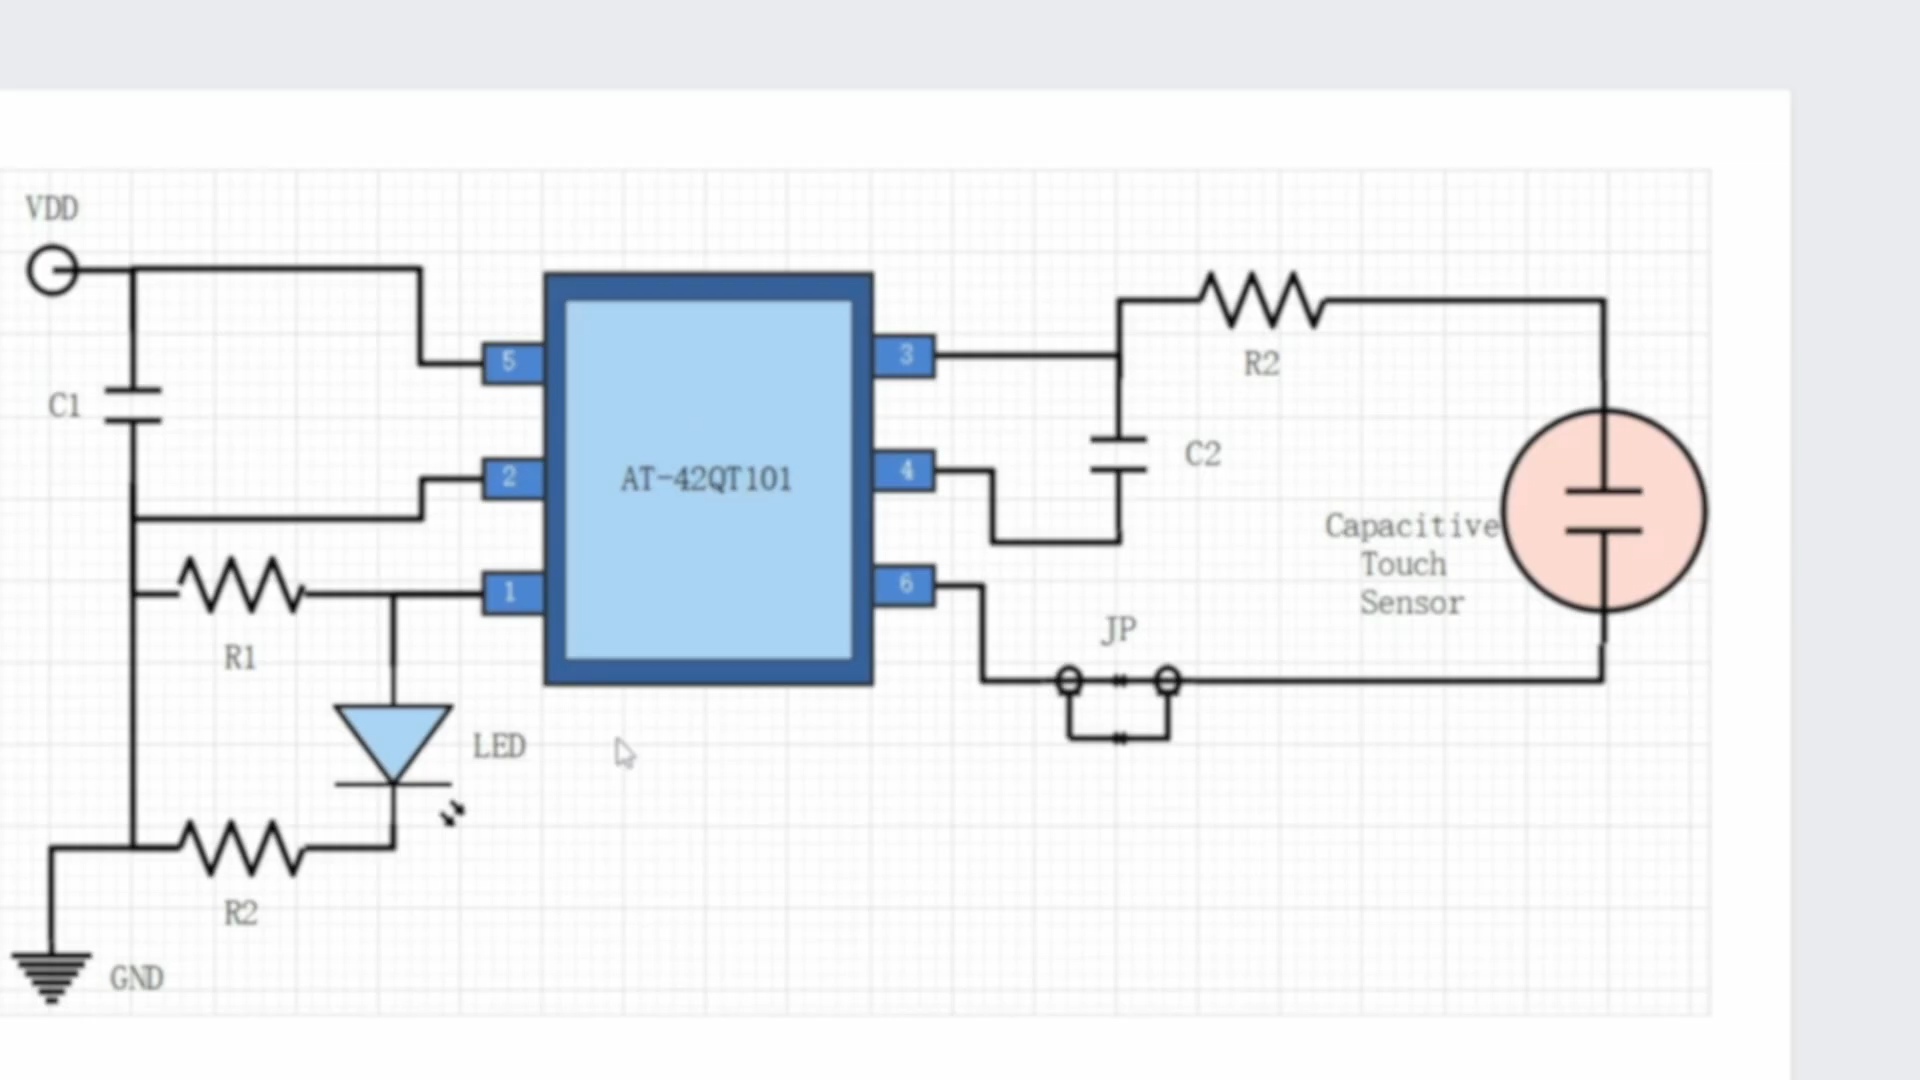 VDD
C1
5
2
1
AT-42QT101
3
4
6
R2
C2
Capacitive
Touch
Sensor
JP
R1
LED
R2
GND